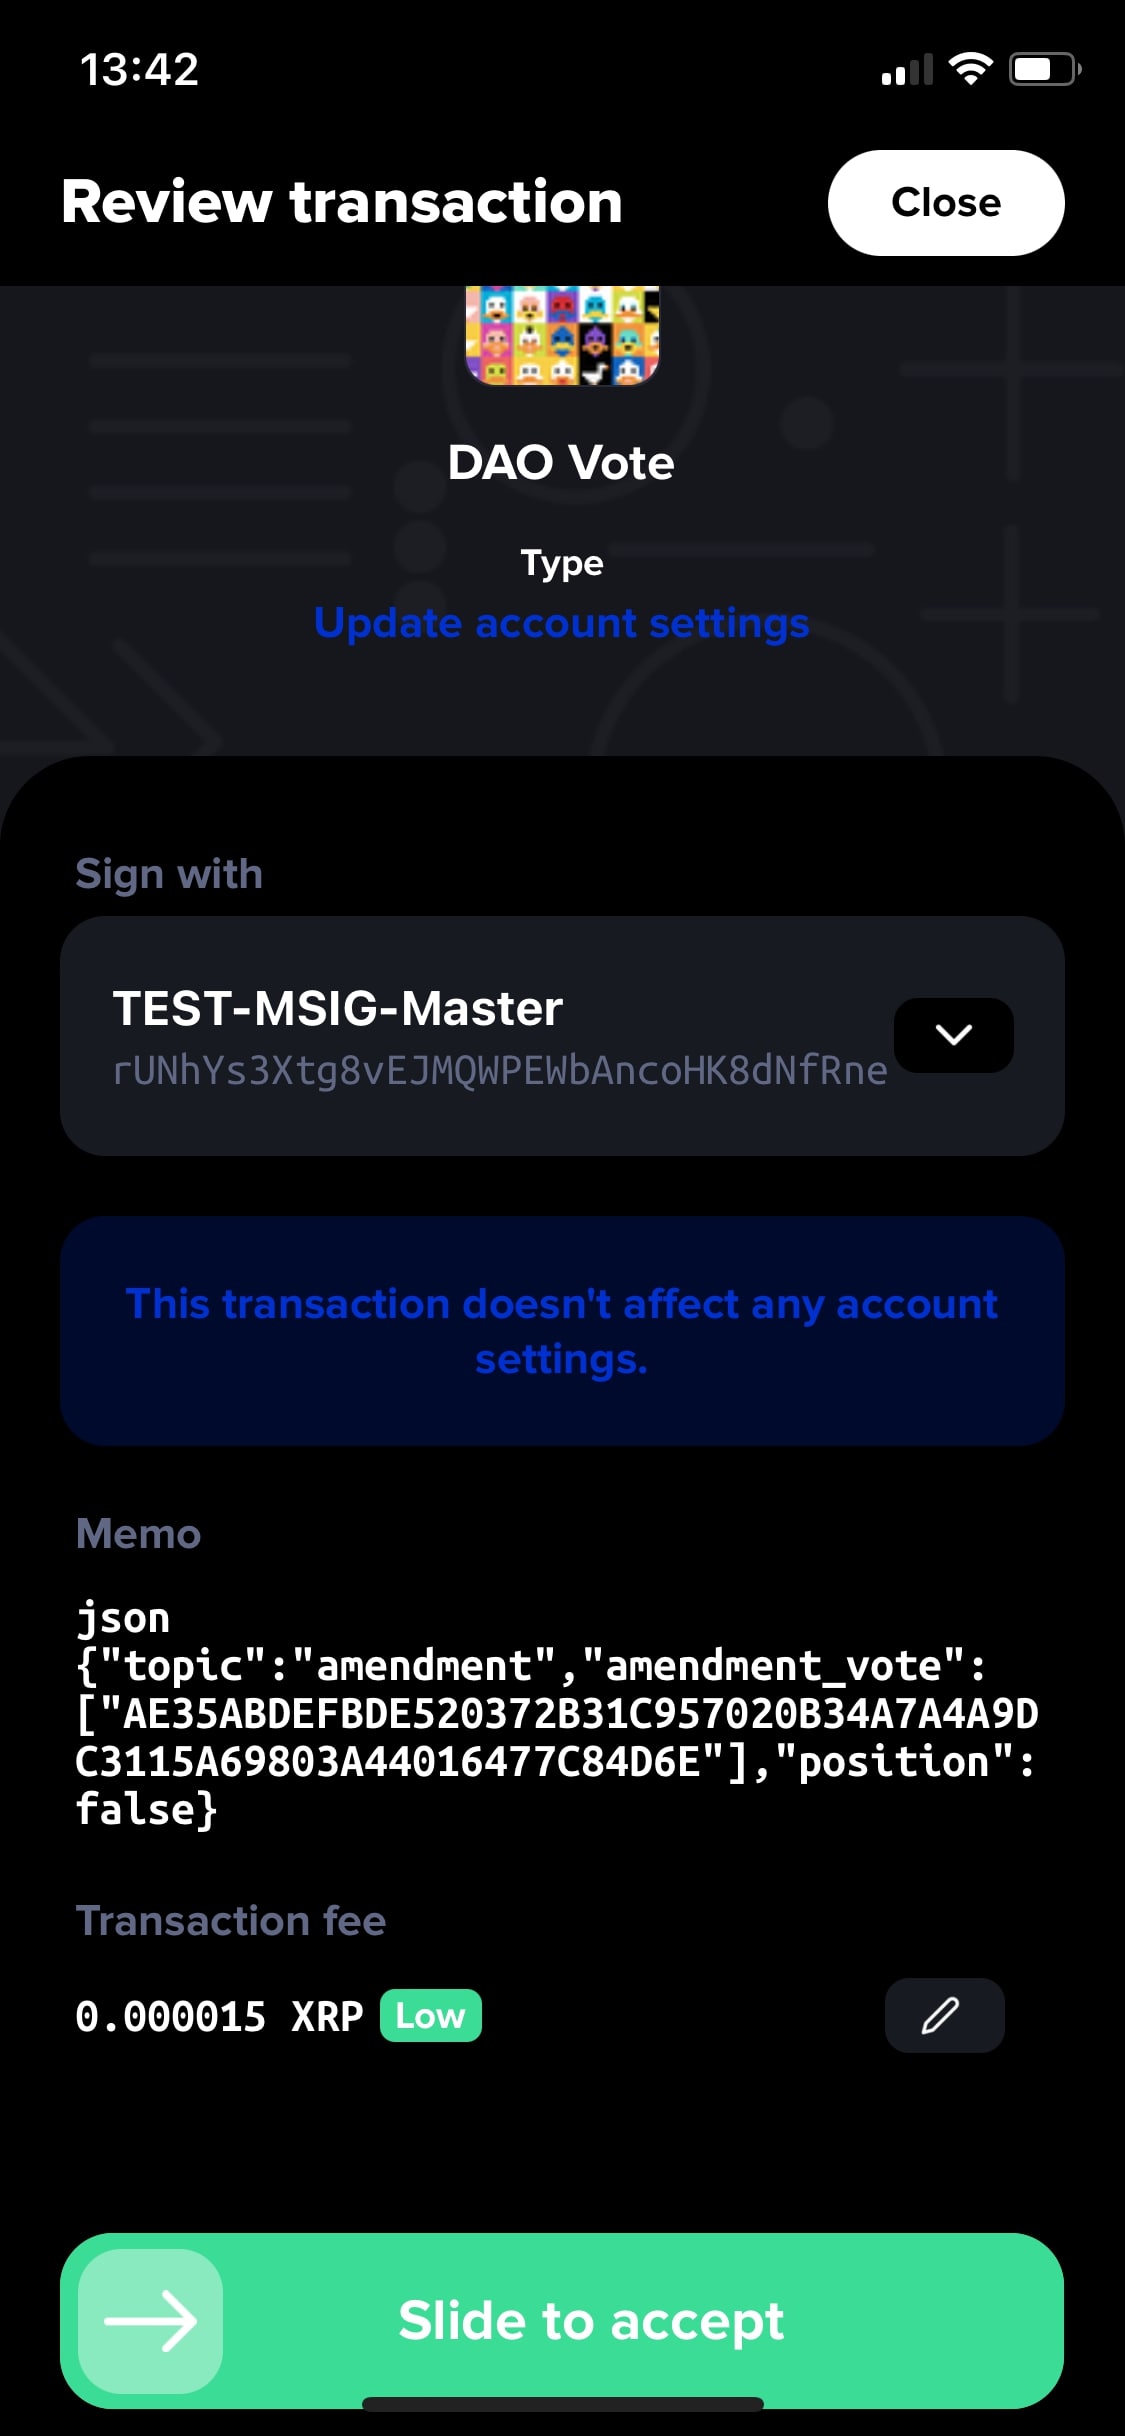 13:42
Review transaction
Close
DAO Vote
Type
Update account settings
Sign with
TEST-MSIG-Master
rUNhYs3Xtg8vEJMQWPEWbAncoHK8dNfRne
This transaction doesn't affect any account
settings.
Memo
json
{"topic":"amendment","amendment_vote":
["AE35ABDEFBDE520372B31C957020B34A7A4A9D
C3115A69803A44016477C84D6E"],"position":
false}
Transaction fee
0.000015 XRP Low
Slide to accept